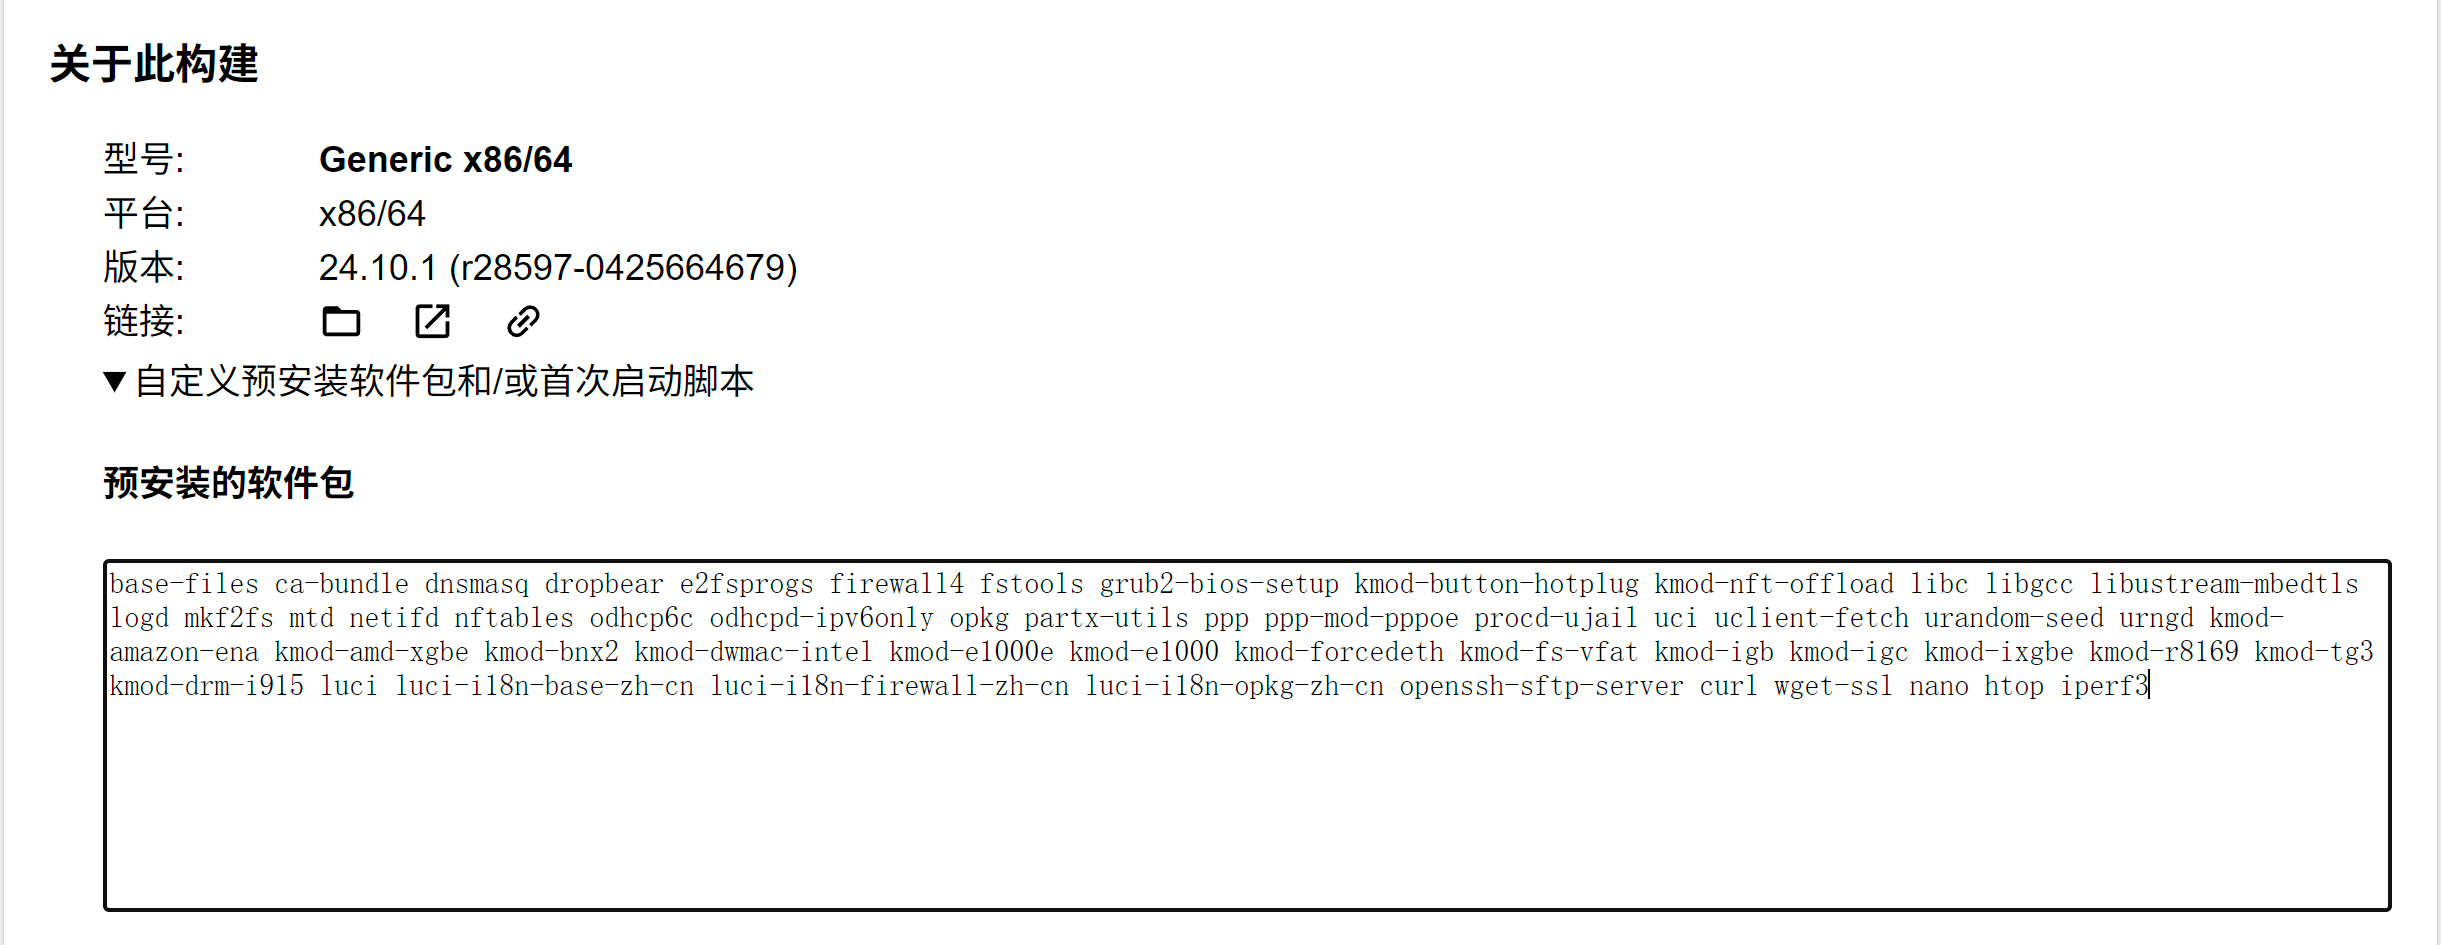 关于此构建
型号: Generic x86/64
平台: x86/64
版本: 24.10.1 (r28597-0425664679)
链接:
▼自定义预安装软件包和/或首次启动脚本
预安装的软件包
base-files ca-bundle dnsmasq dropbear e2fsprogs firewall4 fstools grub2-bios-setup kmod-button-hotplug kmod-nft-offload libc libgcc libustream-mbedtls
logd mkf2fs mtd netifd nftables odhcp6c odhcpd-ipv6only opkg partx-utils ppp ppp-mod-pppoe procd-ujail uci uclient-fetch urandom-seed urngd kmod-
amazon-ena kmod-amd-xgbe kmod-bnx2 kmod-dwmac-intel kmod-e1000e kmod-e1000 kmod-forcedeth kmod-fs-vfat kmod-igb kmod-igc kmod-ixgbe kmod-r8169 kmod-tg3
kmod-drm-i915 luci luci-i18n-base-zh-cn luci-i18n-firewall-zh-cn luci-i18n-opkg-zh-cn openssh-sftp-server curl wget-ssl nano htop iperf3